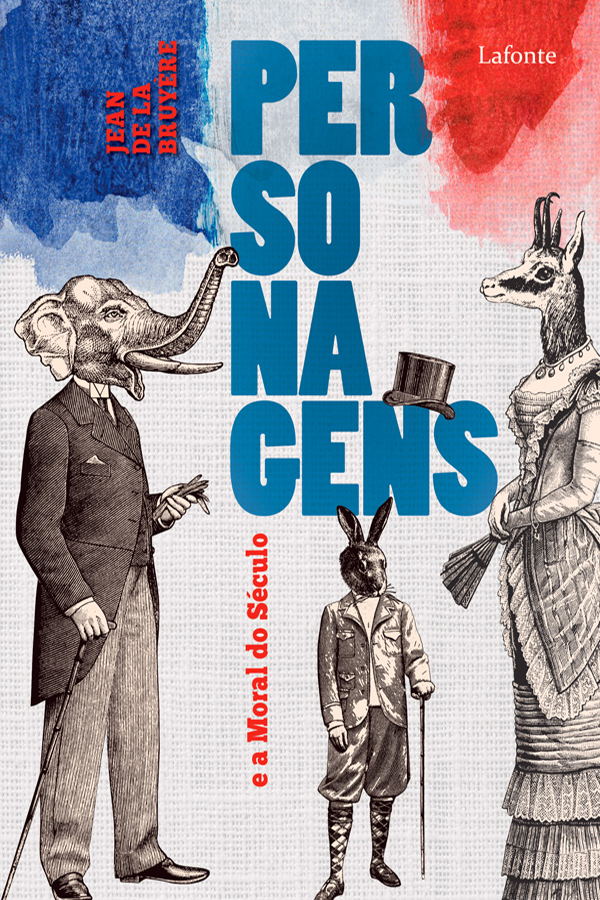 JEAN
DE LA
BRUYÈRE
PER
SO
NA
GENS
Lafonte
e a Moral do Século